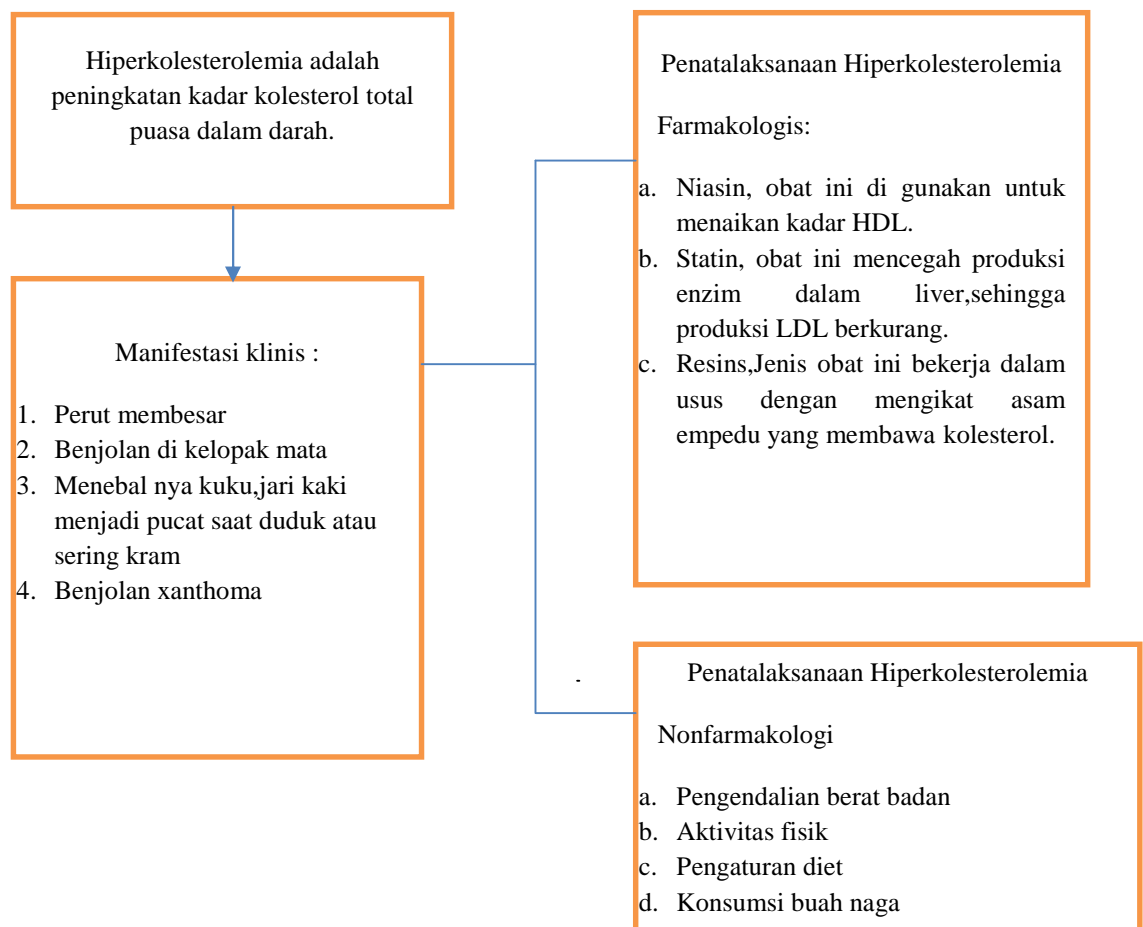 Hiperkolesterolemia adalah
peningkatan kadar kolesterol total
puasa dalam darah.
Manifestasi klinis :
1. Perut membesar
2. Benjolan di kelopak mata
3. Menebal nya kuku,jari kaki
menjadi pucat saat duduk atau
sering kram
4. Benjolan xanthoma
Penatalaksanaan Hiperkolesterolemia
Farmakologis:
a. Niasin, obat ini di gunakan untuk
menaikan kadar HDL.
b. Statin, obat ini mencegah produksi
enzim dalam liver,sehingga
produksi LDL berkurang.
c. Resins,Jenis obat ini bekerja dalam
usus dengan mengikat asam
empedu yang membawa kolesterol.
Penatalaksanaan Hiperkolesterolemia
Nonfarmakologi
a. Pengendalian berat badan
b. Aktivitas fisik
c. Pengaturan diet
d. Konsumsi buah naga